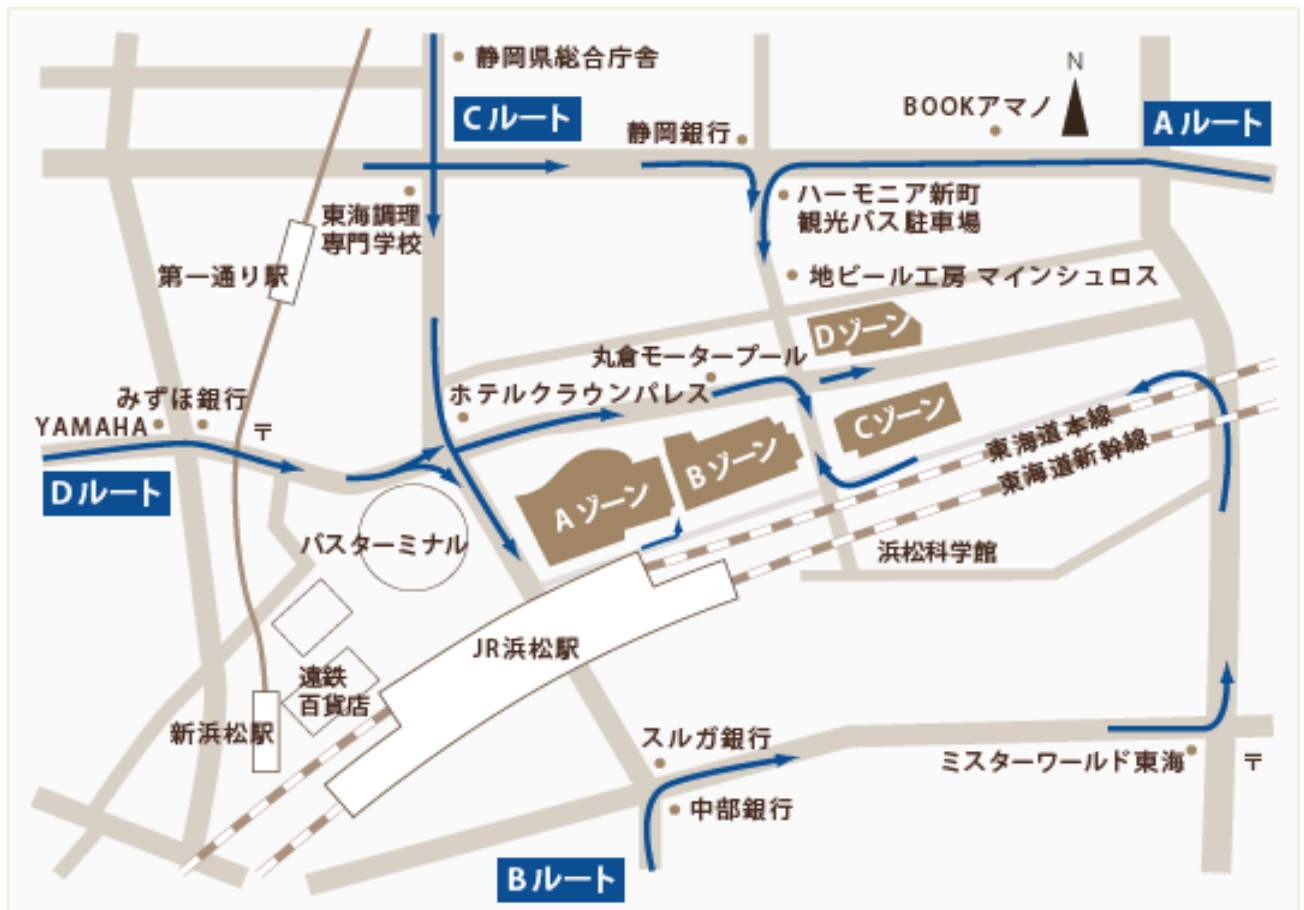 静岡県総合庁舎
N
Cルート
BOOKアマノ
Aルート
静岡銀行
ハーモニア新町
観光バス駐車場
東海調理
専門学校
第一通り駅
地ビール工房 マインシュロス
Dゾーン
丸倉モータープール
ホテルクラウンパレス
みずほ銀行
YAMAHA
〒
Cゾーン
Bゾーン
Aゾーン
東海道本線
東海道新幹線
Dルート
バスターミナル
浜松科学館
JR浜松駅
遠鉄
百貨店
新浜松駅
スルガ銀行
ミスターワールド東海
〒
中部銀行
Bルート